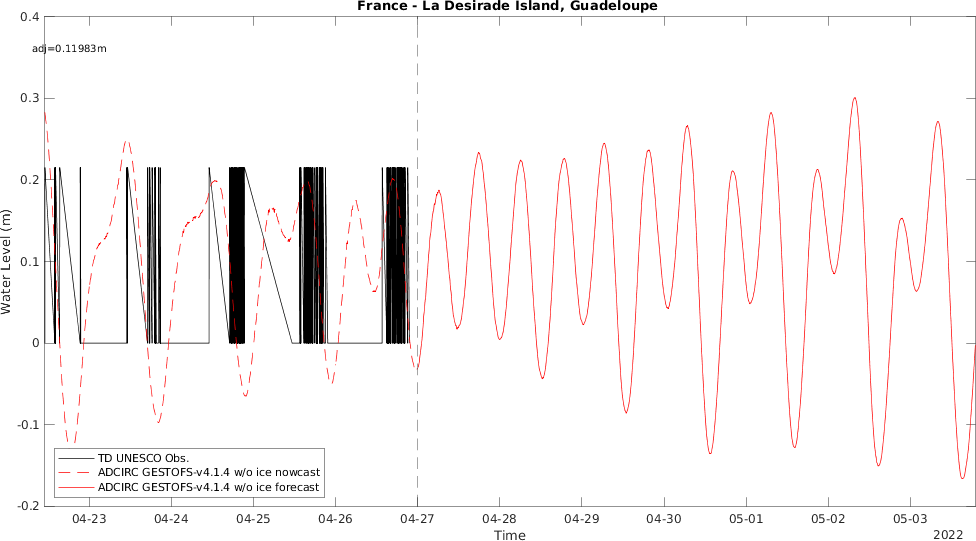 France - La Desirade Island, Guadeloupe
adj=0.11983m
0.4
0.3
0.2
0.1
0
-0.1
-0.2
Water Level (m)
TD UNESCO Obs.
ADCIRC GESTOFS-v4.1.4 w/o ice nowcast
ADCIRC GESTOFS-v4.1.4 w/o ice forecast
04-23 04-24 04-25 04-26 04-27 04-28 04-29 04-30 05-01 05-02 05-03
Time
2022